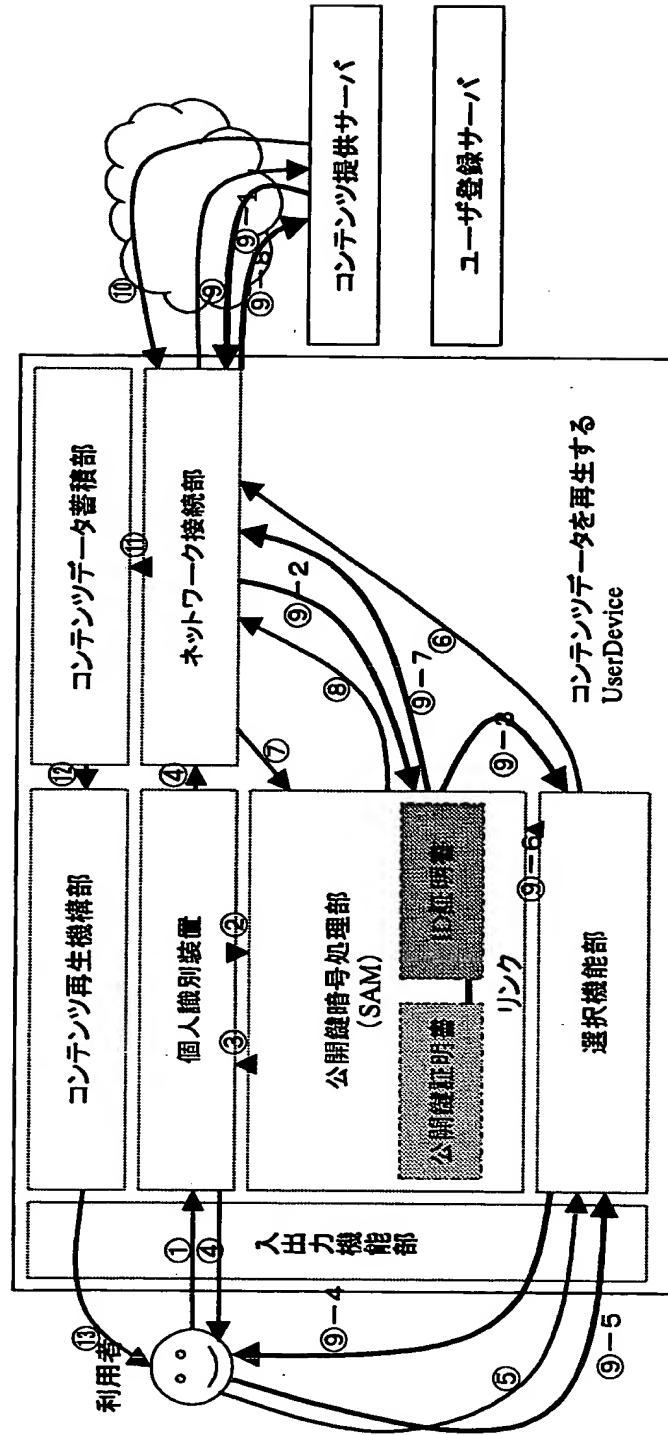 利用者
⑬
①
④
⑨-4
⑤
⑨-5
入出力機能部
コンテンツ再生機構部
⑫
コンテンツデータ蓄積部
⑪
個人識別装置
④
ネットワーク接続部
③
②
公開鍵暗号処理部
(SAM)
公開鍵証明書
ID証明書
リンク
⑦
⑧
⑨-2
⑨-7
⑥
⑨-3
⑨-6
選択機能部
コンテンツデータを再生する
UserDevice
⑩
⑨
⑨-1
⑨-8
コンテンツ提供サーバ
ユーザ登録サーバ